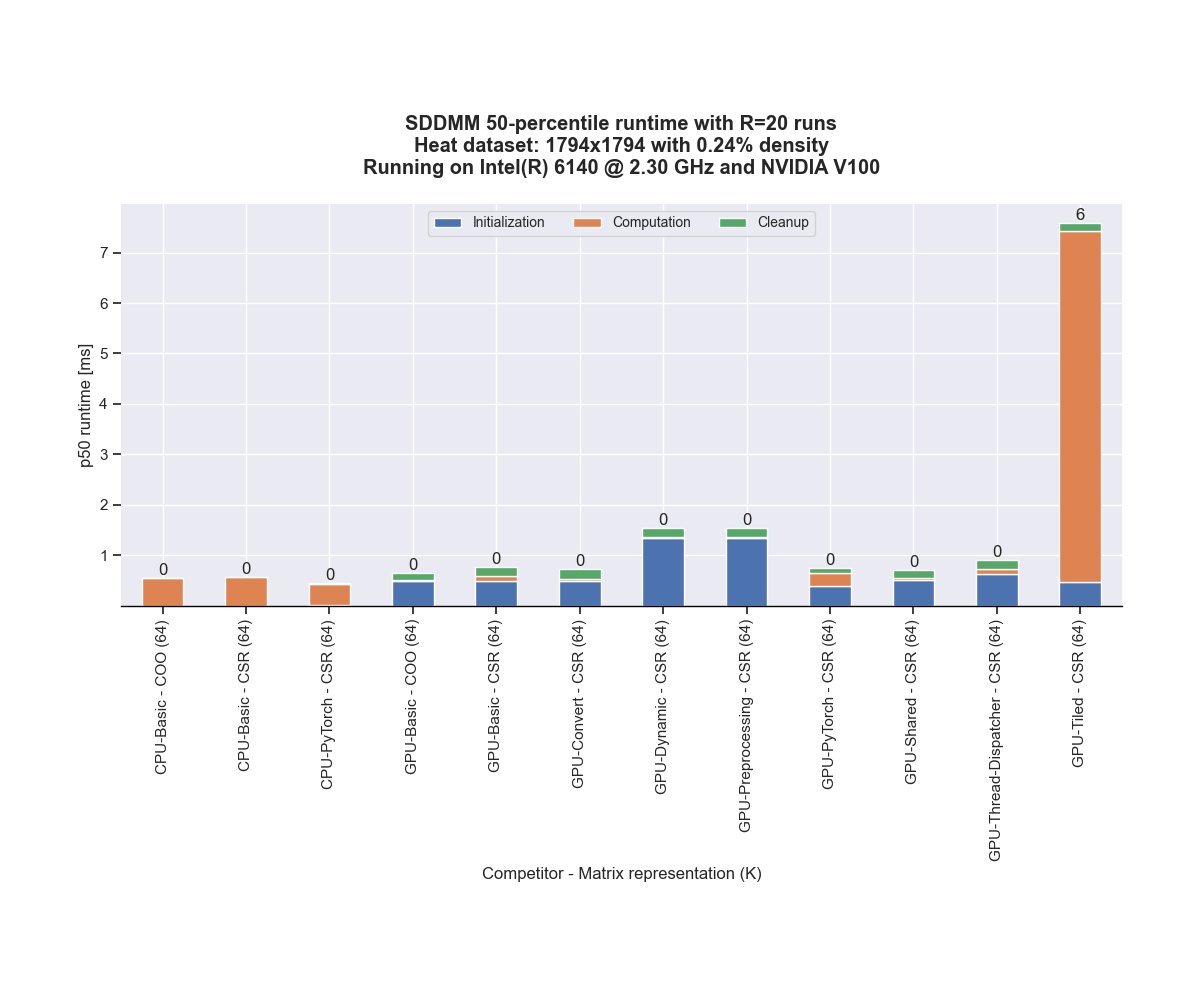 SDDMM 50-percentile runtime with R=20 runs
Heat dataset: 1794x1794 with 0.24% density
Running on Intel(R) 6140 @ 2.30 GHz and NVIDIA V100
Initialization Computation Cleanup
p50 runtime [ms]
7
6
5
4
3
2
1
0
0
0
0
0
0
0
0
0
0
0
6
CPU-Basic - COO (64)
CPU-Basic - CSR (64)
CPU-PyTorch - CSR (64)
GPU-Basic - COO (64)
GPU-Basic - CSR (64)
GPU-Convert - CSR (64)
GPU-Dynamic - CSR (64)
GPU-Preprocessing - CSR (64)
GPU-PyTorch - CSR (64)
GPU-Shared - CSR (64)
GPU-Thread-Dispatcher - CSR (64)
GPU-Tiled - CSR (64)
Competitor - Matrix representation (K)